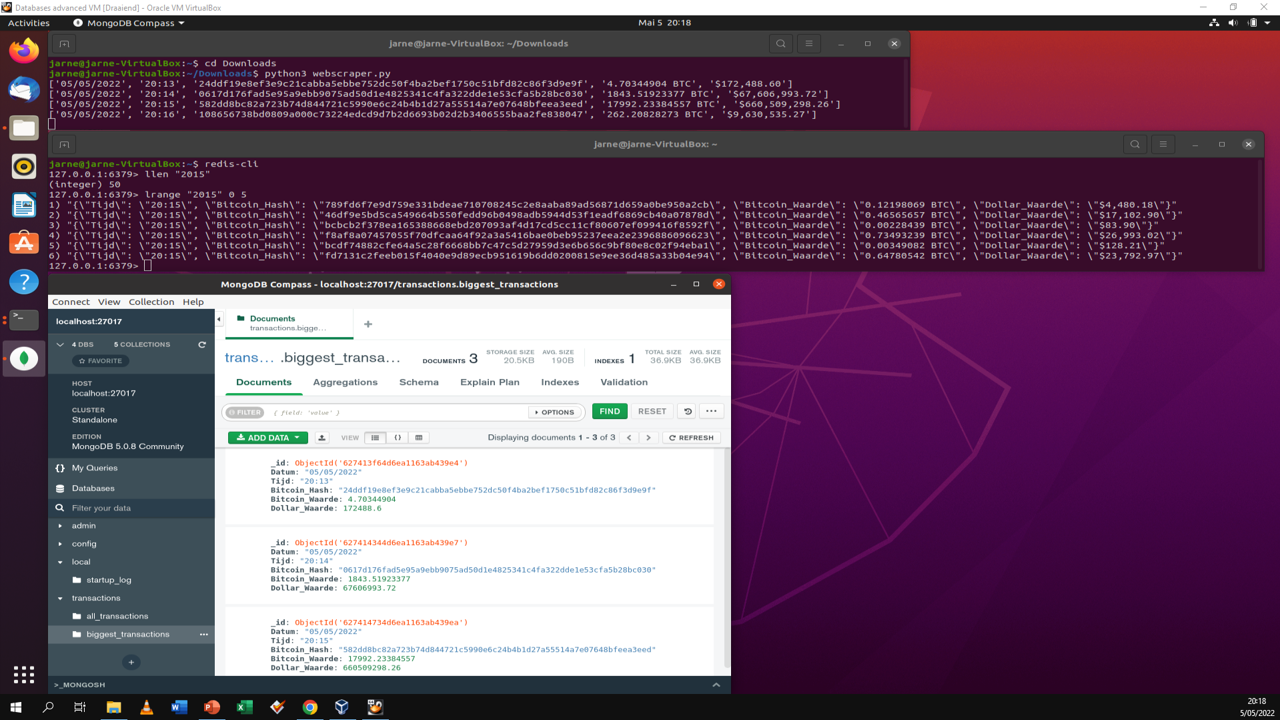 Databases advanced VM [Draaiend] - Oracle VM VirtualBox
Activities
MongoDB Compass
Mai 5 20:18
jarne@jarne-VirtualBox: ~/Downloads
jarne@jarne-VirtualBox:~$ cd Downloads
jarne@jarne-VirtualBox:~/Downloads$ python3 webscraper.py
['05/05/2022', '20:13', '24ddf19e8ef3e9c21cabba5ebbe752dc50f4ba2bef1750c51bfd82c86f3d9e9f', '4.70344904 BTC', '$172,488.60']
['05/05/2022', '20:14', '0617d176fad5e95a9ebb9075ad50d1e4825341c4fa322dde1e53cfa5b28bc030', '1843.51923377 BTC', '$67,606,993.72']
['05/05/2022', '20:15', '582dd8bc82a723b74d844721c5990e6c24b4b1d27a55514a7e07648bfeea3eed', '17992.23384557 BTC', '$660,509,298.26']
['05/05/2022', '20:16', '108656738bd0809a000c73224edcd9d7b2d6693b02d2b3406555baa2fe838047', '262.20828273 BTC', '$9,630,535.27']
jarne@jarne-VirtualBox: ~
jarne@jarne-VirtualBox:~$ redis-cli
127.0.0.1:6379> llen "2015"
(integer) 50
127.0.0.1:6379> lrange "2015" 0 5
1) "{\"Tijd\": \"20:15\", \"Bitcoin_Hash\": \"789fd6f7e9d759e331bdeae710708245c2e8aaba89ad56871d659a0be950a2cb\", \"Bitcoin_Waarde\": \"0.12198069 BTC\", \"Dollar_Waarde\": \"$4,480.18\"}"
2) "{\"Tijd\": \"20:15\", \"Bitcoin_Hash\": \"46df9e5bd5ca549664b550fedd96b0498adb5944d53f1eadf6869cb40a07878d\", \"Bitcoin_Waarde\": \"0.46565657 BTC\", \"Dollar_Waarde\": \"$17,102.90\"}"
3) "{\"Tijd\": \"20:15\", \"Bitcoin_Hash\": \"bcbcb2f378ea165388668ebd207093af4d17cd5cc11cf80607ef099416f8592f\", \"Bitcoin_Waarde\": \"0.00228439 BTC\", \"Dollar_Waarde\": \"$83.90\"}"
4) "{\"Tijd\": \"20:15\", \"Bitcoin_Hash\": \"f8af8a07457055f70dfcaa64f92a3a5416bae0beb95237eea2e2396886096623\", \"Bitcoin_Waarde\": \"0.73493239 BTC\", \"Dollar_Waarde\": \"$26,993.02\"}"
5) "{\"Tijd\": \"20:15\", \"Bitcoin_Hash\": \"bcdf74882cfe64a5c28f6668bb7c47c5d27959d3e6b656c9bf80e8c02f94eba1\", \"Bitcoin_Waarde\": \"0.00349082 BTC\", \"Dollar_Waarde\": \"$128.21\"}"
6) "{\"Tijd\": \"20:15\", \"Bitcoin_Hash\": \"fd7131c2feeb015f4040e9d89ecb951619b6dd0200815e9ee36d485a33b04e94\", \"Bitcoin_Waarde\": \"0.64780542 BTC\", \"Dollar_Waarde\": \"$23,792.97\"}"
127.0.0.1:6379>
MongoDB Compass - localhost:27017/transactions.biggest_transactions
Connect View Collection Help
localhost:27017
4 DBS 5 COLLECTIONS
FAVORITE
HOST
localhost:27017
CLUSTER
Standalone
EDITION
MongoDB 5.0.8 Community
My Queries
Databases
Filter your data
admin
config
local
startup_log
transactions
all_transactions
biggest_transactions
>_MONGOSH
Documents
transactions.bigge...
trans... .biggest_transa...
DOCUMENTS 3
STORAGE SIZE
20.5KB
AVG. SIZE
190B
INDEXES 1
TOTAL SIZE
36.9KB
AVG. SIZE
36.9KB
Documents Aggregations Schema Explain Plan Indexes Validation
FILTER { field: 'value' } OPTIONS FIND RESET
ADD DATA VIEW {} Displaying documents 1 - 3 of 3 REFRESH
_id: ObjectId('627413f64d6ea1163ab439e4')
Datum: "05/05/2022"
Tijd: "20:13"
Bitcoin_Hash: "24ddf19e8ef3e9c21cabba5ebbe752dc50f4ba2bef1750c51bfd82c86f3d9e9f"
Bitcoin_Waarde: 4.70344904
Dollar_Waarde: 172488.6
_id: ObjectId('627414344d6ea1163ab439e7')
Datum: "05/05/2022"
Tijd: "20:14"
Bitcoin_Hash: "0617d176fad5e95a9ebb9075ad50d1e4825341c4fa322dde1e53cfa5b28bc030"
Bitcoin_Waarde: 1843.51923377
Dollar_Waarde: 67606993.72
_id: ObjectId('627414734d6ea1163ab439ea')
Datum: "05/05/2022"
Tijd: "20:15"
Bitcoin_Hash: "582dd8bc82a723b74d844721c5990e6c24b4b1d27a55514a7e07648bfeea3eed"
Bitcoin_Waarde: 17992.23384557
Dollar_Waarde: 660509298.26
20:18
5/05/2022